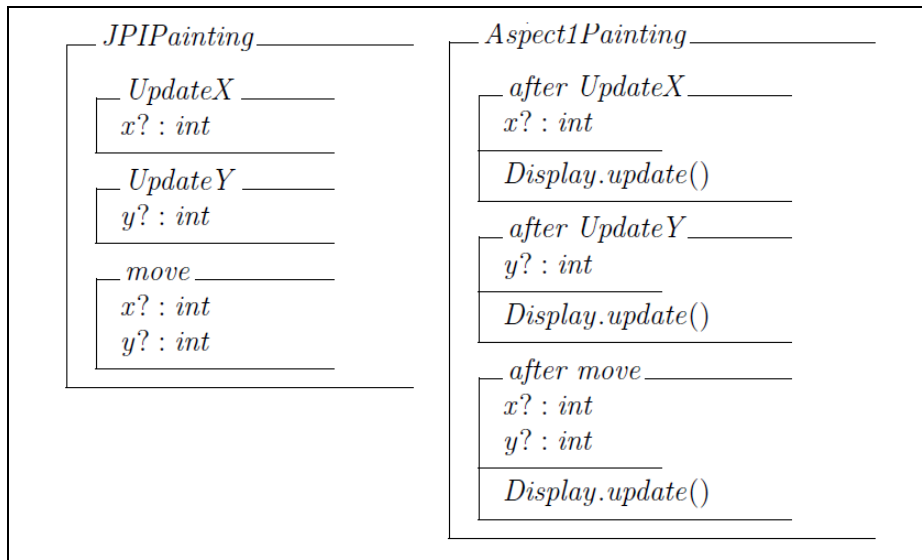 JPIPainting
UpdateX
x? : int
UpdateY
y? : int
move
x? : int
y? : int
Aspect1Painting
after UpdateX
x? : int
Display.update()
after UpdateY
y? : int
Display.update()
after move
x? : int
y? : int
Display.update()